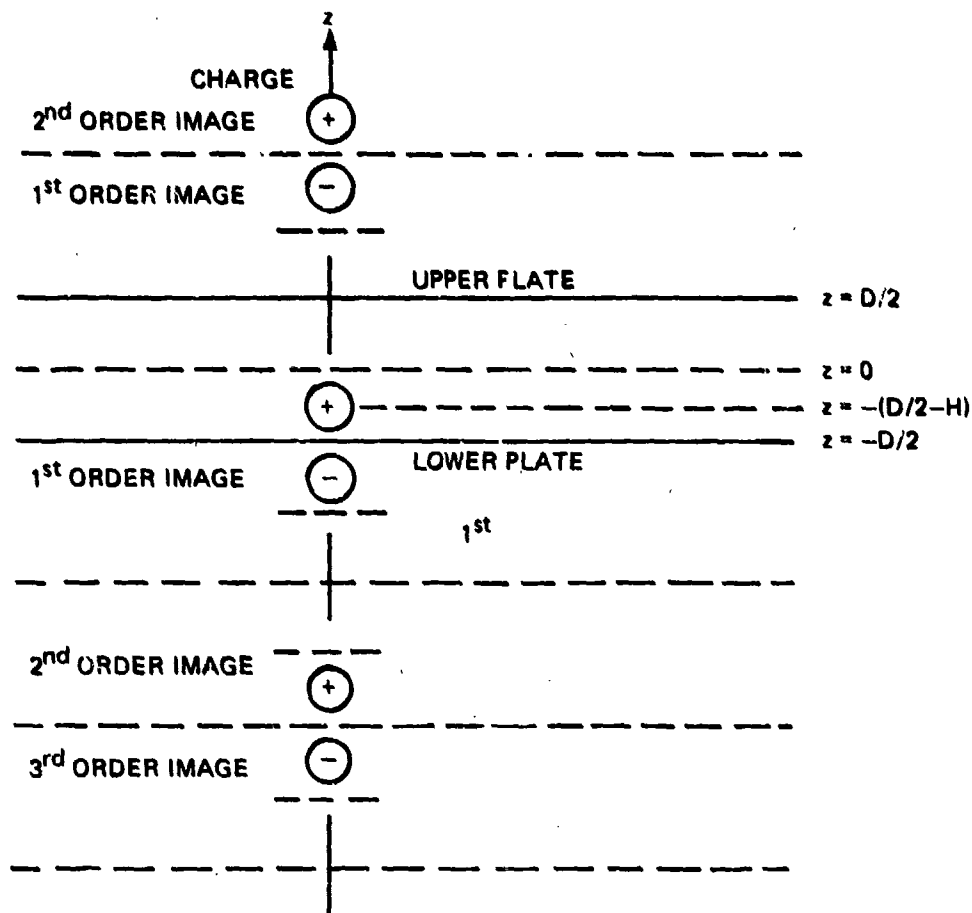 z
CHARGE
2nd ORDER IMAGE
+
1st ORDER IMAGE
−
UPPER FLATE
z = D/2
z = 0
+
z = −(D/2−H)
z = −D/2
LOWER PLATE
1st ORDER IMAGE
−
1st
2nd ORDER IMAGE
+
3rd ORDER IMAGE
−